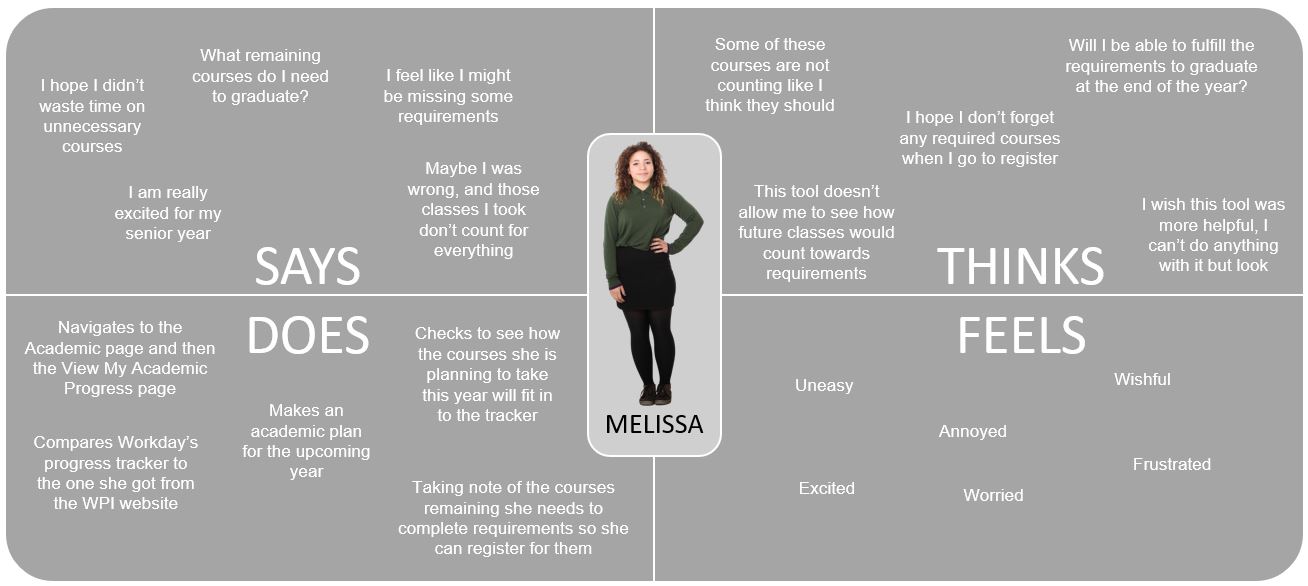 I hope I didn’t
waste time on
unnecessary
courses
What remaining
courses do I need
to graduate?
I feel like I might
be missing some
requirements
I am really
excited for my
senior year
Maybe I was
wrong, and those
classes I took
don’t count for
everything
SAYS
Some of these
courses are not
counting like I
think they should
Will I be able to fulfill the
requirements to graduate
at the end of the year?
I hope I don’t forget
any required courses
when I go to register
This tool doesn’t
allow me to see how
future classes would
count towards
requirements
I wish this tool was
more helpful, I
can’t do anything
with it but look
THINKS
MELISSA
DOES
Navigates to the
Academic page and then
the View My Academic
Progress page
Checks to see how
the courses she is
planning to take
this year will fit in
to the tracker
Makes an
academic plan
for the upcoming
year
Compares Workday’s
progress tracker to
the one she got from
the WPI website
Taking note of the courses
remaining she needs to
complete requirements so she
can register for them
FEELS
Uneasy
Wishful
Annoyed
Frustrated
Excited
Worried